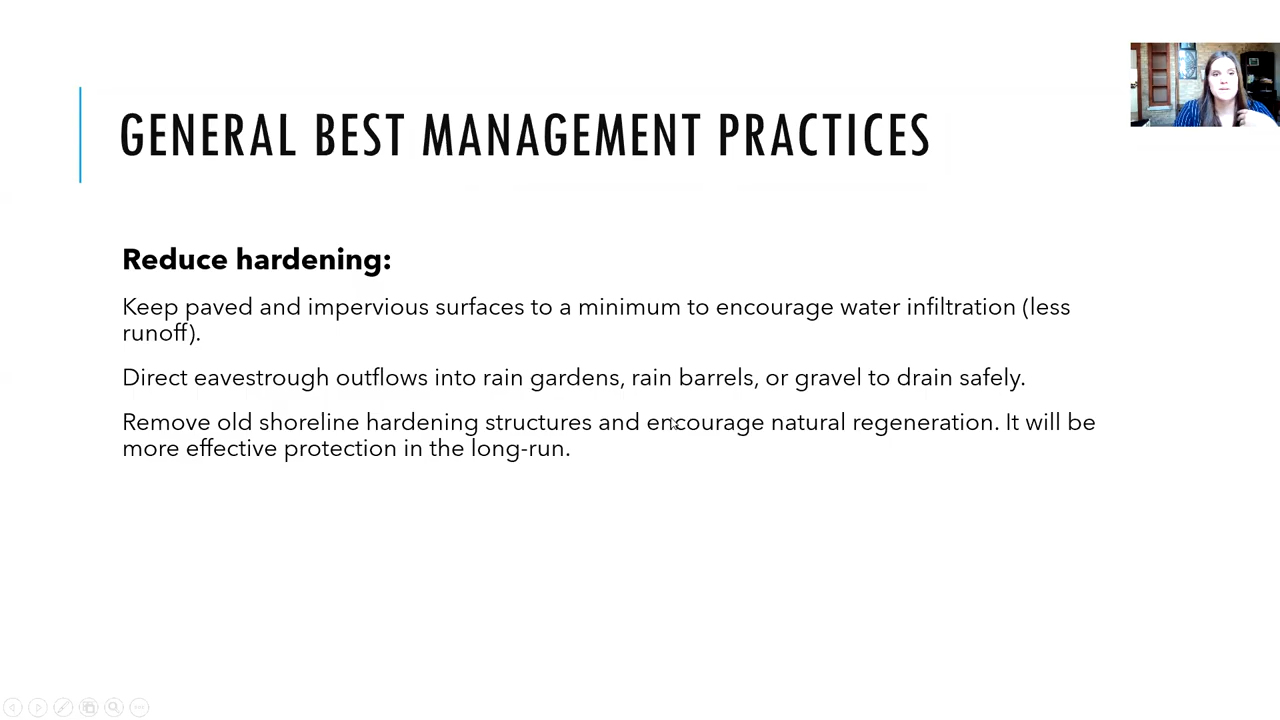 GENERAL BEST MANAGEMENT PRACTICES
Reduce hardening:
Keep paved and impervious surfaces to a minimum to encourage water infiltration (less
runoff).
Direct eavestrough outflows into rain gardens, rain barrels, or gravel to drain safely.
Remove old shoreline hardening structures and encourage natural regeneration. It will be
more effective protection in the long-run.